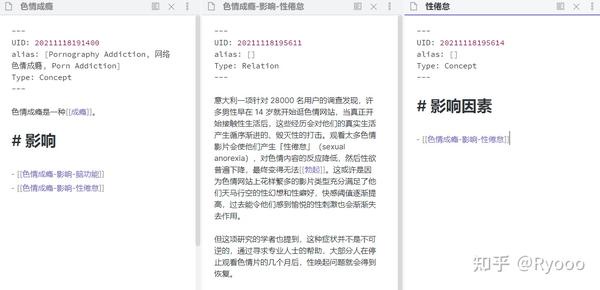 色情成瘾
---
UID: 20211118191400
alias: [Pornography Addiction, 网络
色情成瘾, Porn Addiction]
Type: Concept
---
色情成瘾是一种[[成瘾]]。
# 影响
- [[色情成瘾-影响-脑功能]]
- [[色情成瘾-影响-性倦怠]]
色情成瘾-影响-性倦怠
---
UID: 20211118195611
alias: []
Type: Relation
---
意大利一项针对 28000 名用户的调查发现，许
多男性早在 14 岁就开始逛色情网站，当真正开
始接触性生活后，这些经历会对他们的真实生活
产生循序渐进的、毁灭性的打击。观看太多色情
影片会使他们产生「性倦怠」（sexual
anorexia），对色情内容的反应降低，然后性欲
普遍下降，最终变得无法[[勃起]]。这或许是因
为色情网站上花样繁多的影片类型充分满足了他
们天马行空的性幻想和性癖好，快感阈值逐渐提
高，过去能令他们感到愉悦的性刺激也会渐渐失
去作用。
但这项研究的学者也提到，这种症状并不是不可
逆的，通过寻求专业人士的帮助，大部分人在停
止观看色情片的几个月后，性唤起问题就会得到
恢复。
性倦怠
---
UID: 20211118195614
alias: []
Type: Concept
---
# 影响因素
- [[色情成瘾-影响-性倦怠]]
知乎 @Ryooo